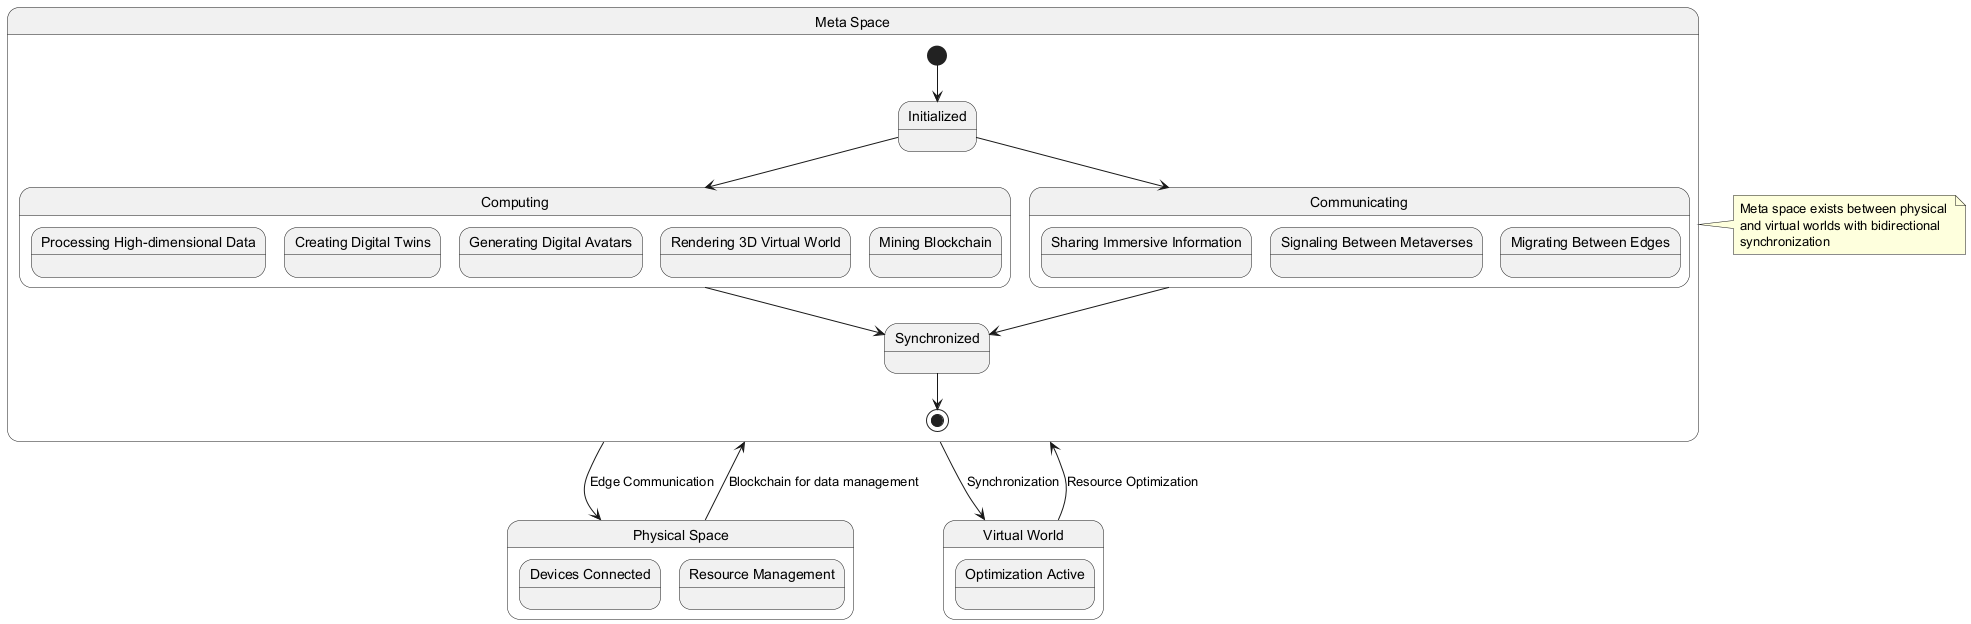 Meta Space
Initialized
Computing
Communicating
Processing High-dimensional Data
Creating Digital Twins
Generating Digital Avatars
Rendering 3D Virtual World
Mining Blockchain
Sharing Immersive Information
Signaling Between Metaverses
Migrating Between Edges
Meta space exists between physical
and virtual worlds with bidirectional
synchronization
Synchronized
Edge Communication
Blockchain for data management
Synchronization
Resource Optimization
Physical Space
Virtual World
Devices Connected
Resource Management
Optimization Active